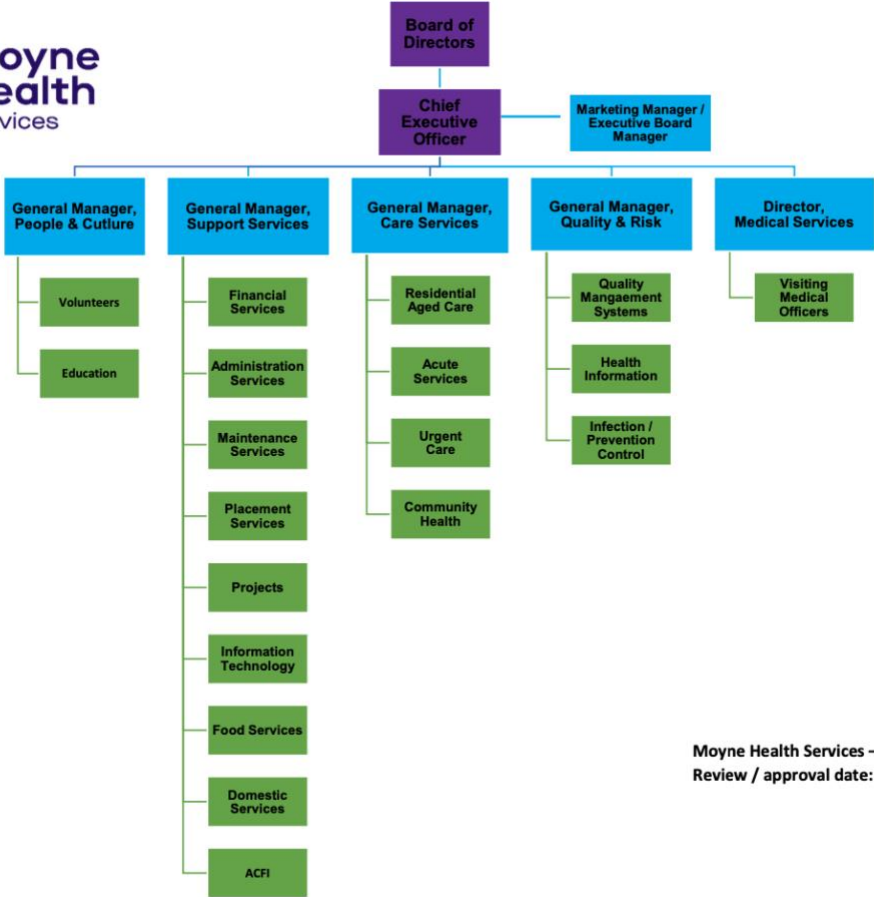 oyne
ealth
vices
Board of
Directors
Chief
Executive
Officer
Marketing Manager /
Executive Board
Manager
General Manager,
People & Cutlure
General Manager,
Support Services
General Manager,
Care Services
General Manager,
Quality & Risk
Director,
Medical Services
Volunteers
Education
Financial
Services
Administration
Services
Maintenance
Services
Placement
Services
Projects
Information
Technology
Food Services
Domestic
Services
ACFI
Residential
Aged Care
Acute
Services
Urgent
Care
Community
Health
Quality
Mangaement
Systems
Health
Information
Infection /
Prevention
Control
Visiting
Medical
Officers
Moyne Health Services –
Review / approval date: